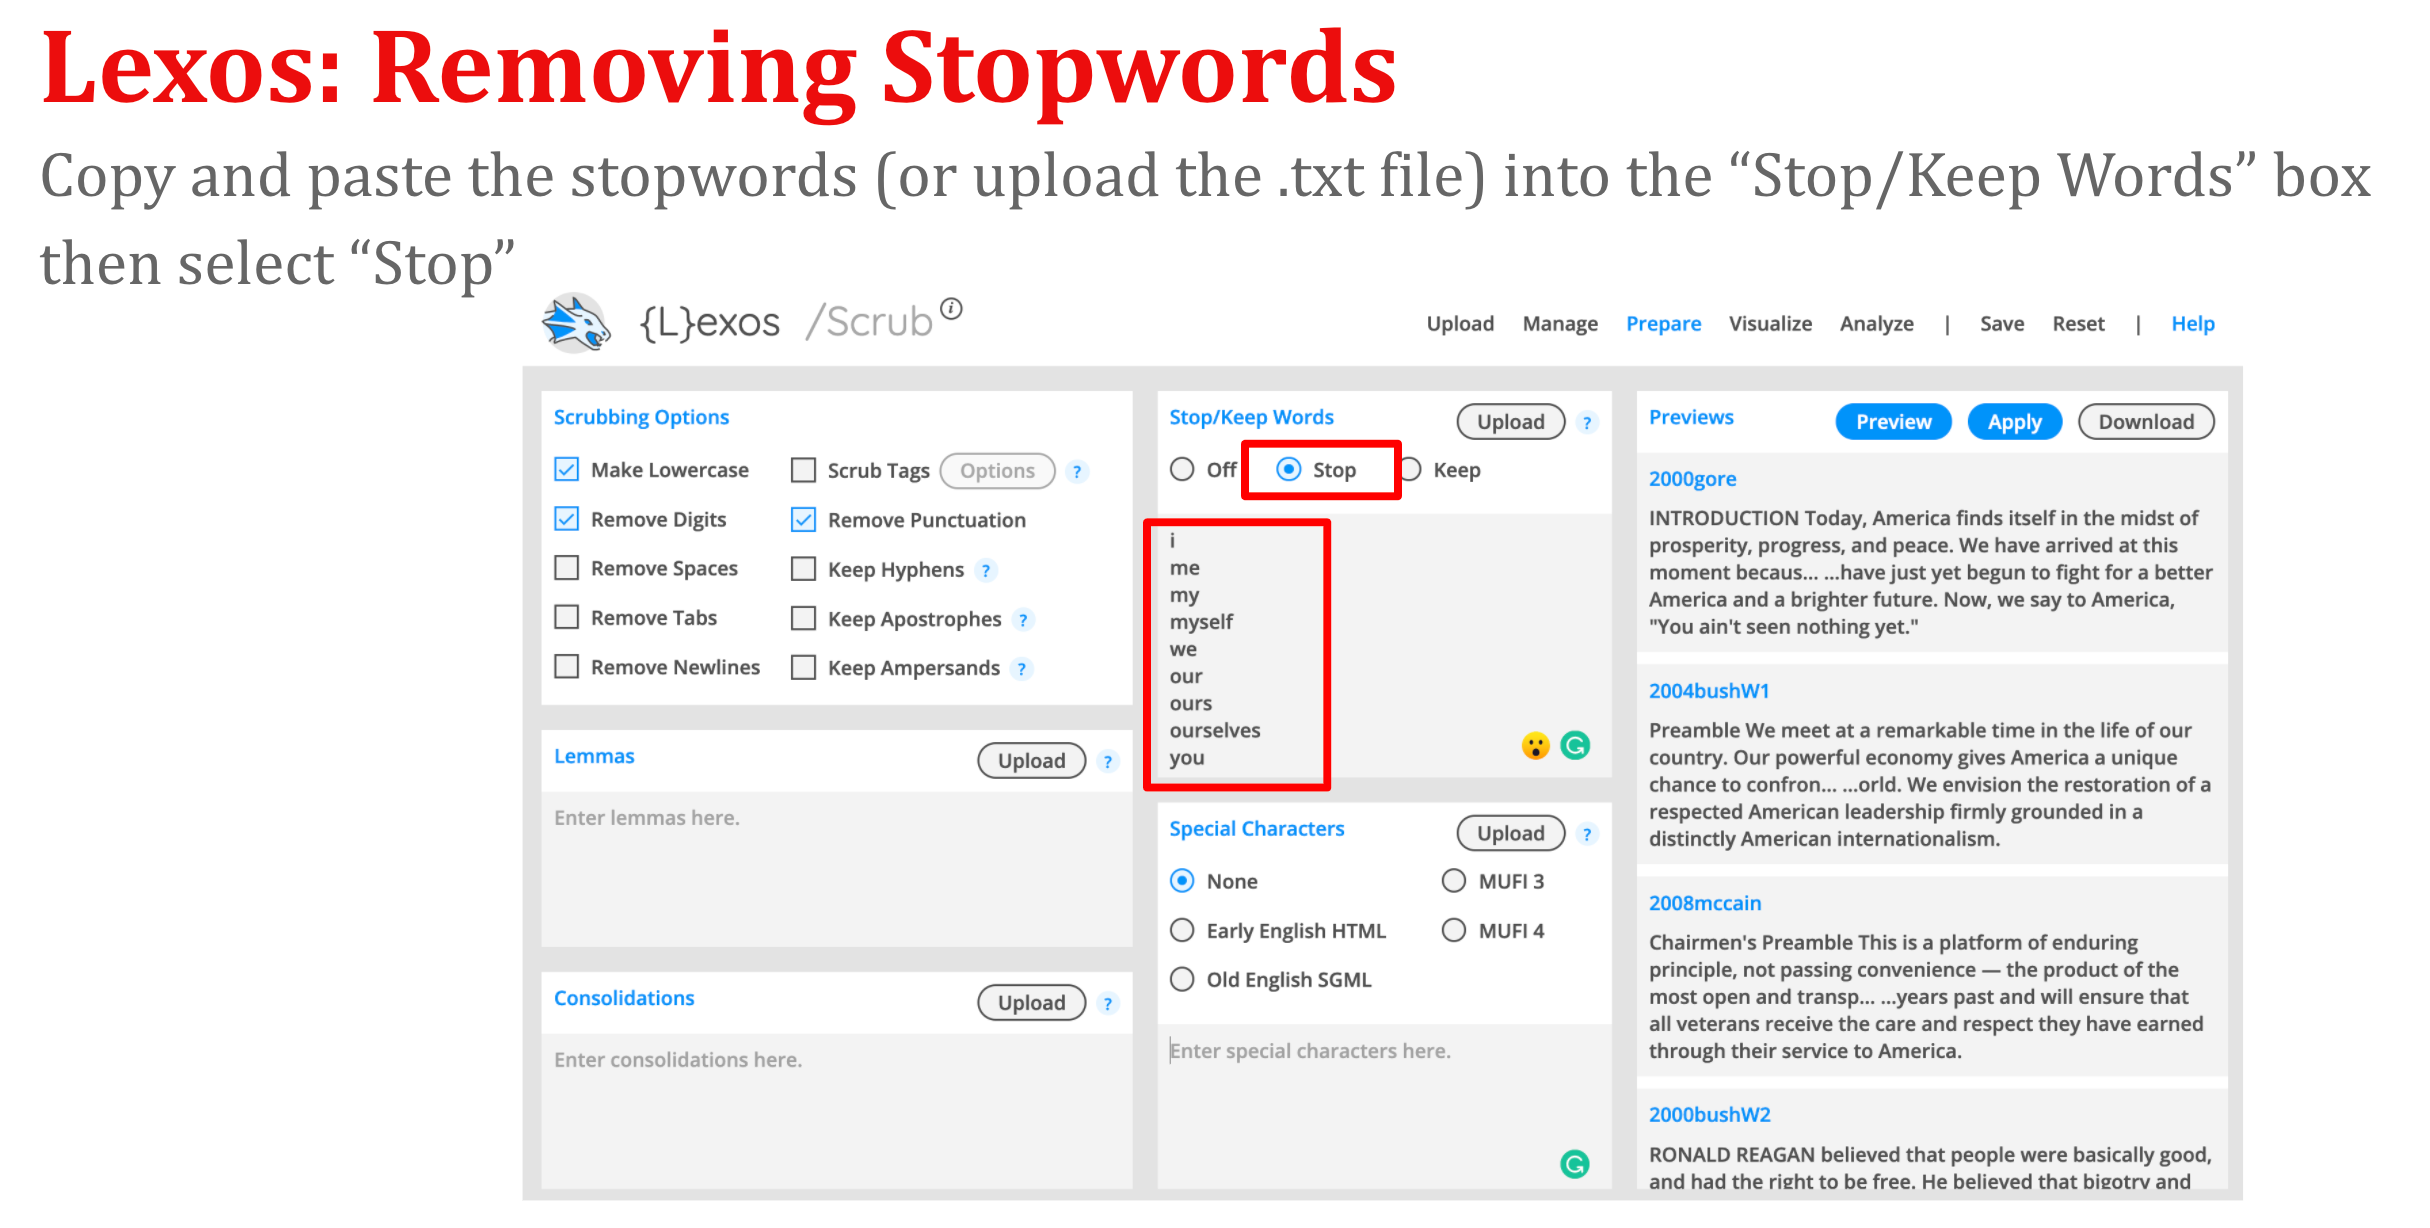 Lexos: Removing Stopwords
Copy and paste the stopwords (or upload the .txt file) into the “Stop/Keep Words” box
then select “Stop”
{L}exos /Scrub i
Upload Manage Prepare Visualize Analyze | Save Reset | Help
Scrubbing Options
Make Lowercase
Scrub Tags Options ?
Remove Digits
Remove Punctuation
Remove Spaces
Keep Hyphens ?
Remove Tabs
Keep Apostrophes ?
Remove Newlines
Keep Ampersands ?
Lemmas Upload ?
Enter lemmas here.
Consolidations Upload ?
Enter consolidations here.
Stop/Keep Words Upload ?
Off Stop Keep
i
me
my
myself
we
our
ours
ourselves
you
Special Characters Upload ?
None MUFI 3
Early English HTML MUFI 4
Old English SGML
Enter special characters here.
Previews Preview Apply Download
2000gore
INTRODUCTION Today, America finds itself in the midst of
prosperity, progress, and peace. We have arrived at this
moment becaus... ...have just yet begun to fight for a better
America and a brighter future. Now, we say to America,
"You ain't seen nothing yet."
2004bushW1
Preamble We meet at a remarkable time in the life of our
country. Our powerful economy gives America a unique
chance to confron... ...orld. We envision the restoration of a
respected American leadership firmly grounded in a
distinctly American internationalism.
2008mccain
Chairmen's Preamble This is a platform of enduring
principle, not passing convenience — the product of the
most open and transp... ...years past and will ensure that
all veterans receive the care and respect they have earned
through their service to America.
2000bushW2
RONALD REAGAN believed that people were basically good,
and had the right to be free. He believed that bigotry and